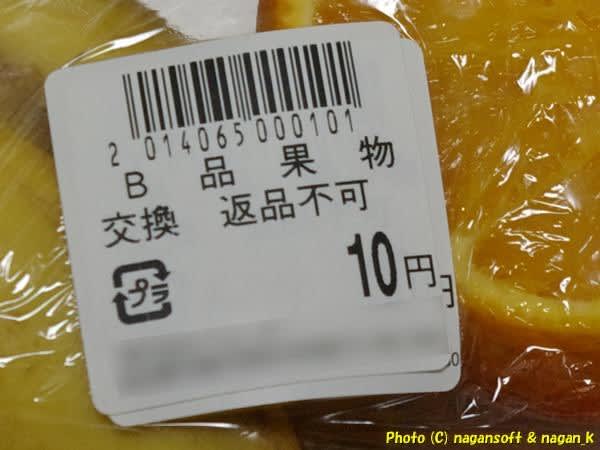 2 014065 000101
B 品 果 物
交換 返品不可
10円
プラ
円
Photo (C) nagansoft & nagan_k